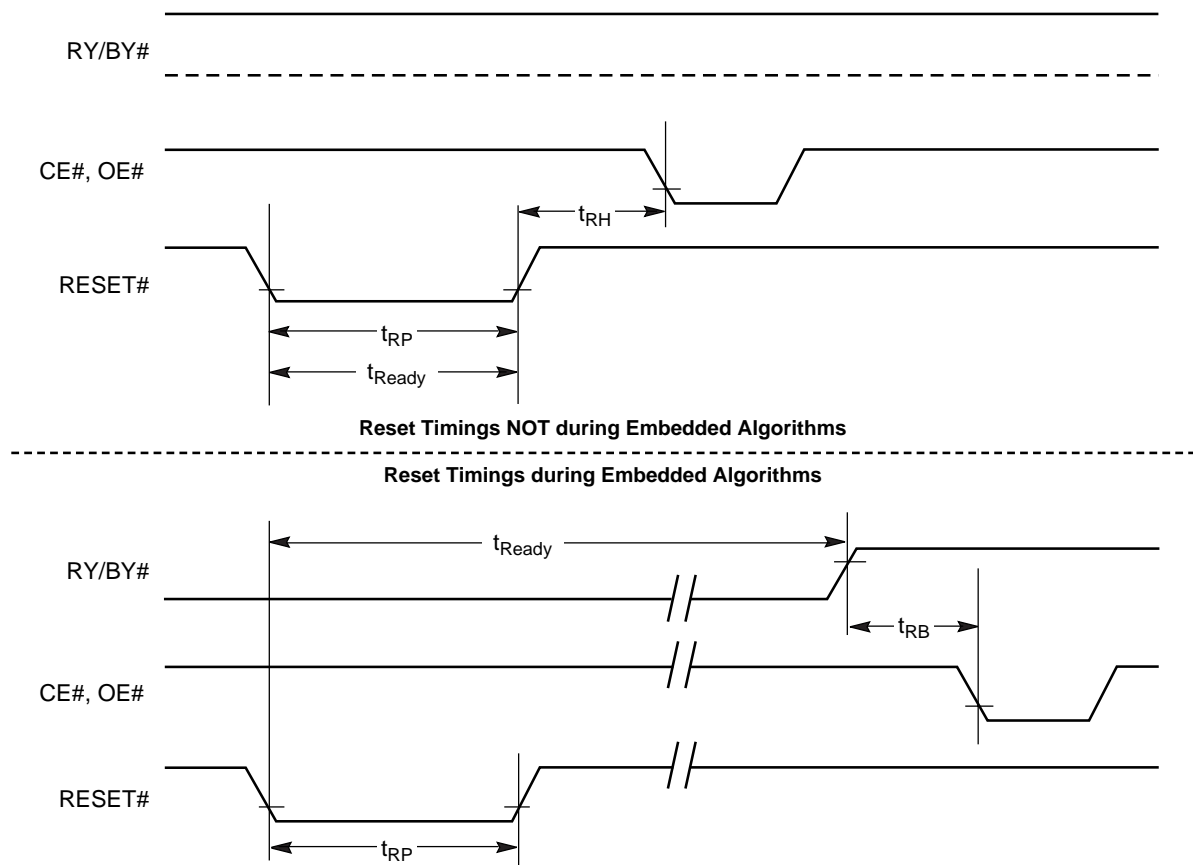 RY/BY#
CE#, OE#
tRH
RESET#
tRP
tReady
Reset Timings NOT during Embedded Algorithms
Reset Timings during Embedded Algorithms
tReady
RY/BY#
tRB
CE#, OE#
RESET#
tRP